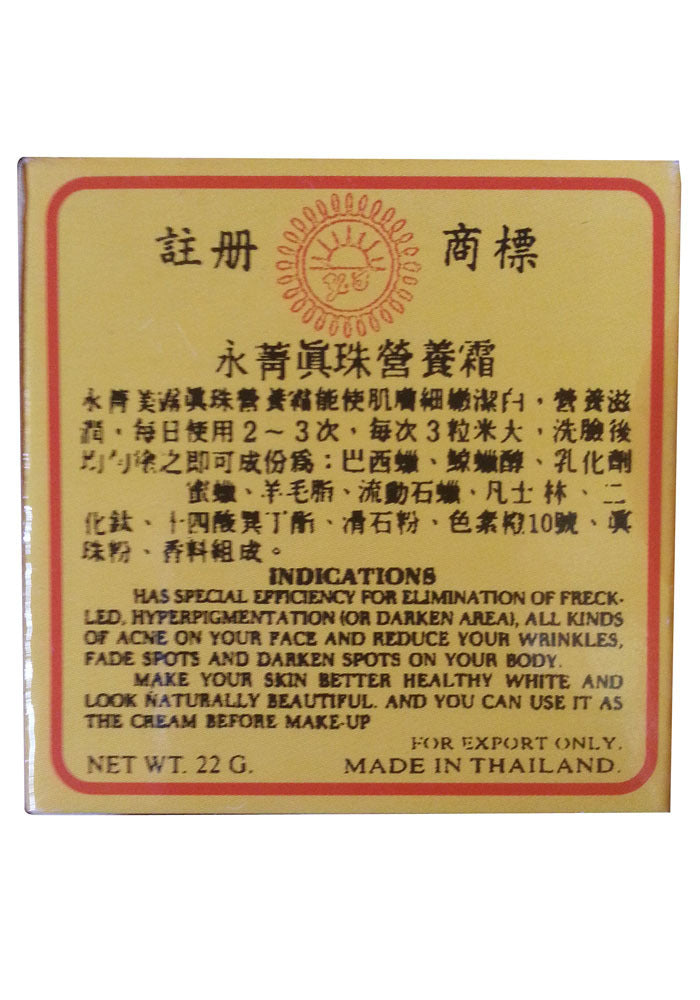 註册 商標
永菁眞珠營養霜
永菁美露眞珠營養霜能使肌膚細嫩潔白，營養滋
潤，每日使用2～3次，每次3粒米大，洗臉後
均勻塗之即可成份為：巴西蠟、鯨蠟醇、乳化劑
蜜蠟、羊毛脂、流動石蠟、凡士林、二
化鈦、十四酸異丁酯、滑石粉、色素橙10號、眞
珠粉、香料組成。
INDICATIONS
HAS SPECIAL EFFICIENCY FOR ELIMINATION OF FRECK-
LED, HYPERPIGMENTATION (OR DARKEN AREA), ALL KINDS
OF ACNE ON YOUR FACE AND REDUCE YOUR WRINKLES,
FADE SPOTS AND DARKEN SPOTS ON YOUR BODY.
MAKE YOUR SKIN BETTER HEALTHY WHITE AND
LOOK NATURALLY BEAUTIFUL. AND YOU CAN USE IT AS
THE CREAM BEFORE MAKE-UP
FOR EXPORT ONLY.
NET WT. 22 G. MADE IN THAILAND.